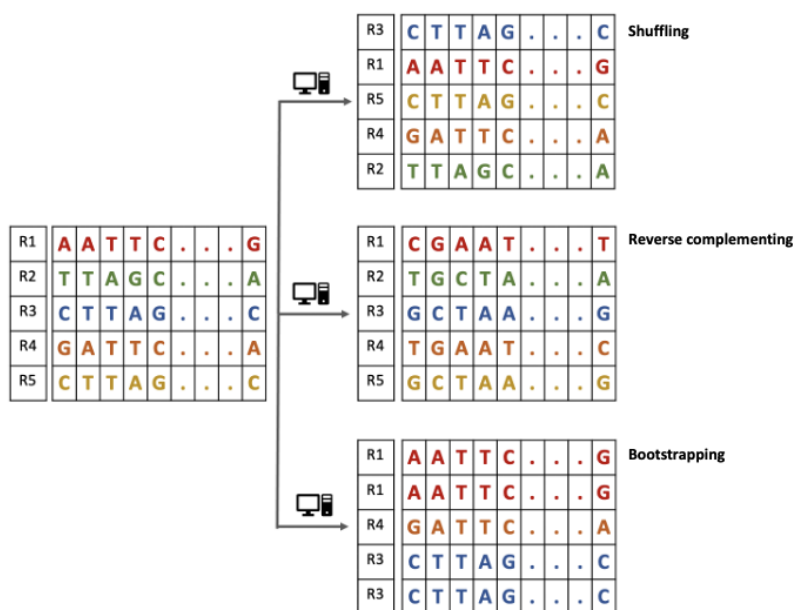 R3 C T T A G . . . C Shuffling
R1 A A T T C . . . G
R5 C T T A G . . . C
R4 G A T T C . . . A
R2 T T A G C . . . A
R1 A A T T C . . . G
R2 T T A G C . . . A
R3 C T T A G . . . C
R4 G A T T C . . . A
R5 C T T A G . . . C
R1 C G A A T . . . T Reverse complementing
R2 T G C T A . . . A
R3 G C T A A . . . G
R4 T G A A T . . . C
R5 G C T A A . . . G
R1 A A T T C . . . G Bootstrapping
R1 A A T T C . . . G
R4 G A T T C . . . A
R3 C T T A G . . . C
R3 C T T A G . . . C